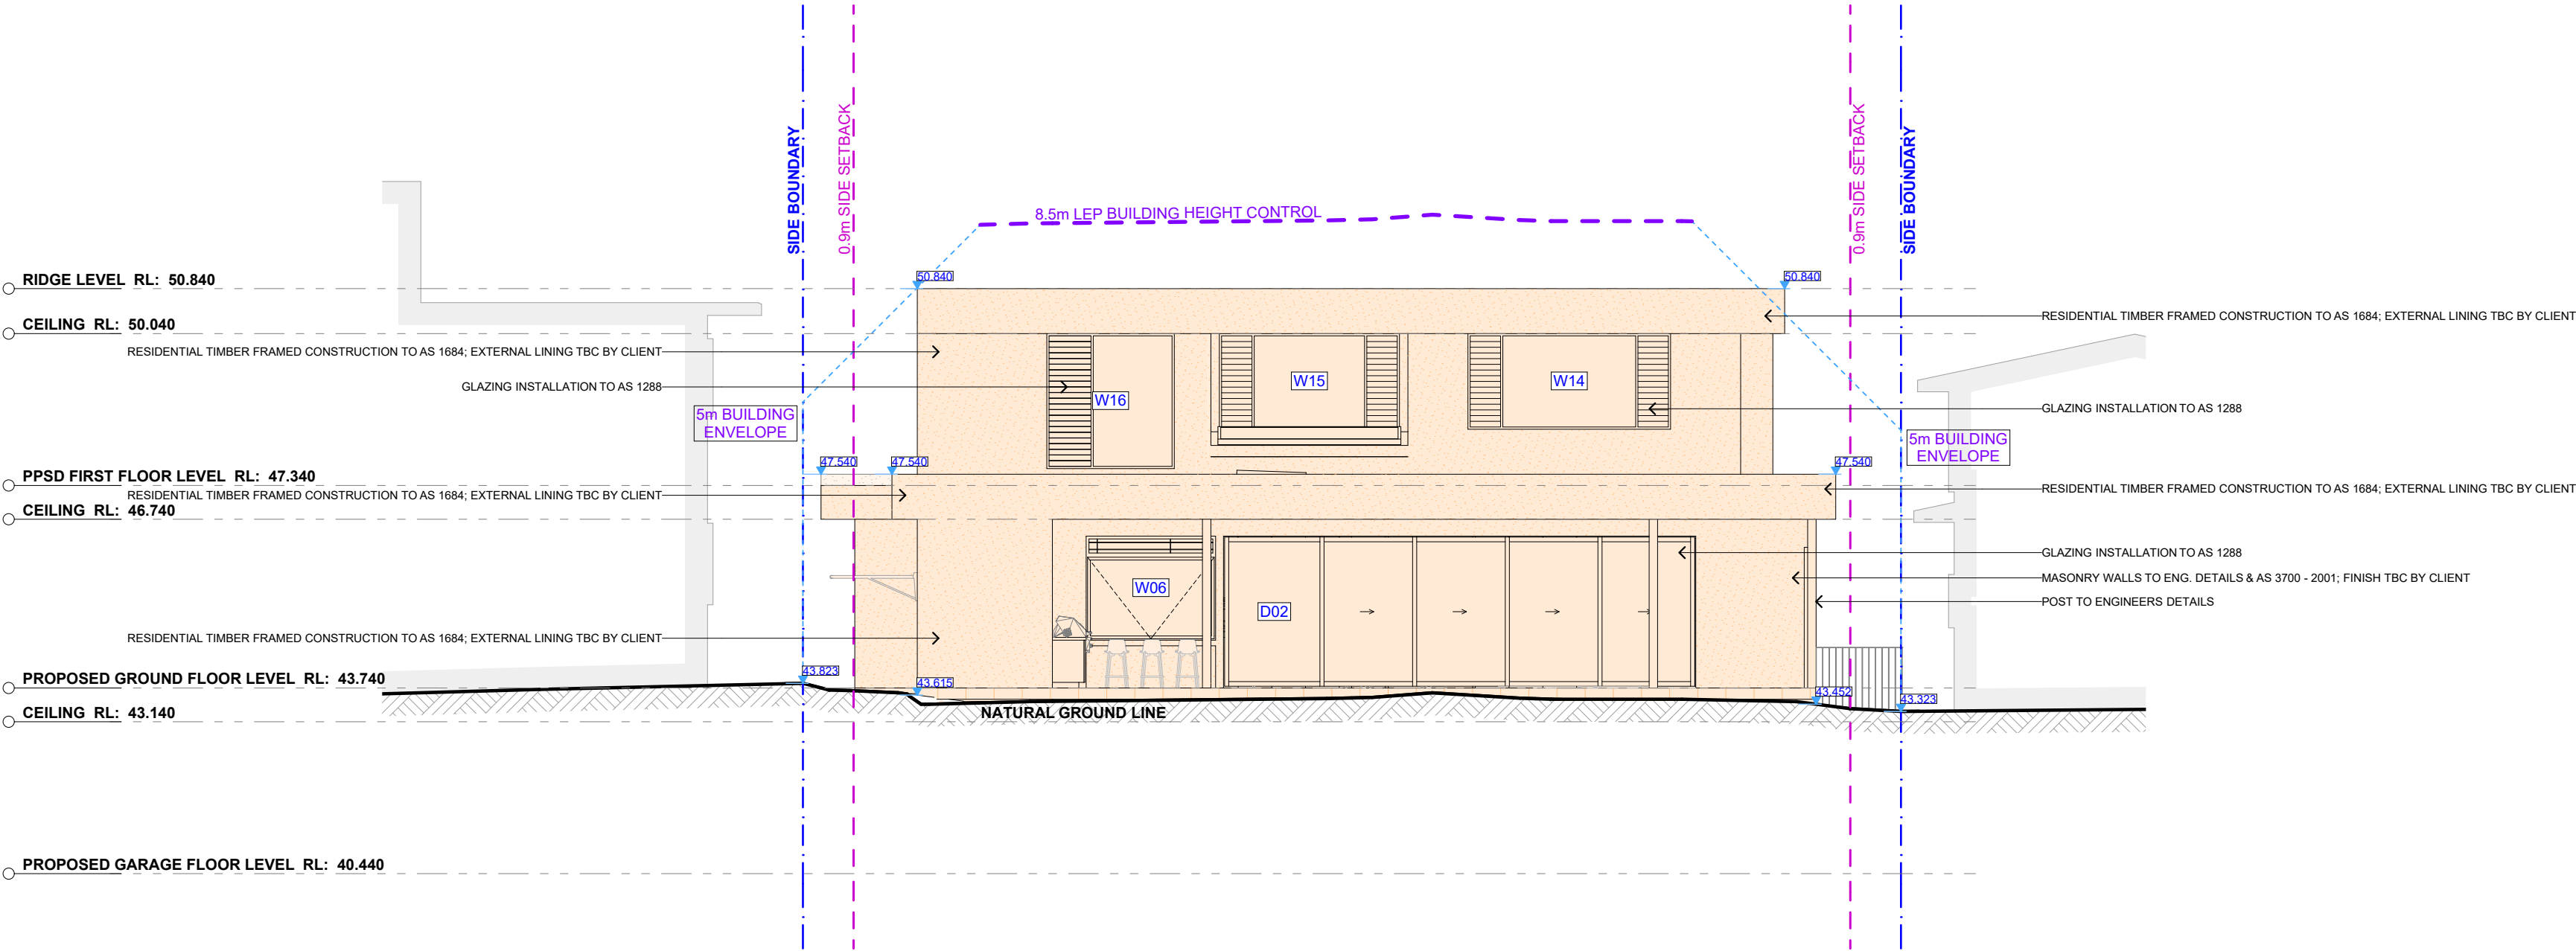 SIDE BOUNDARY
0.9m SIDE SETBACK
0.9m SIDE SETBACK
SIDE BOUNDARY
8.5m LEP BUILDING HEIGHT CONTROL
RIDGE LEVEL RL: 50.840
50.840
50.840
CEILING RL: 50.040
RESIDENTIAL TIMBER FRAMED CONSTRUCTION TO AS 1684; EXTERNAL LINING TBC BY CLIENT
RESIDENTIAL TIMBER FRAMED CONSTRUCTION TO AS 1684; EXTERNAL LINING TBC BY CLIENT
GLAZING INSTALLATION TO AS 1288
W16
W15
W14
GLAZING INSTALLATION TO AS 1288
5m BUILDING
ENVELOPE
5m BUILDING
ENVELOPE
47.540
47.540
47.540
PPSD FIRST FLOOR LEVEL RL: 47.340
RESIDENTIAL TIMBER FRAMED CONSTRUCTION TO AS 1684; EXTERNAL LINING TBC BY CLIENT
RESIDENTIAL TIMBER FRAMED CONSTRUCTION TO AS 1684; EXTERNAL LINING TBC BY CLIENT
CEILING RL: 46.740
GLAZING INSTALLATION TO AS 1288
W06
D02
MASONRY WALLS TO ENG. DETAILS & AS 3700 - 2001; FINISH TBC BY CLIENT
POST TO ENGINEERS DETAILS
RESIDENTIAL TIMBER FRAMED CONSTRUCTION TO AS 1684; EXTERNAL LINING TBC BY CLIENT
PROPOSED GROUND FLOOR LEVEL RL: 43.740
43.823
43.615
43.452
43.323
CEILING RL: 43.140
NATURAL GROUND LINE
PROPOSED GARAGE FLOOR LEVEL RL: 40.440